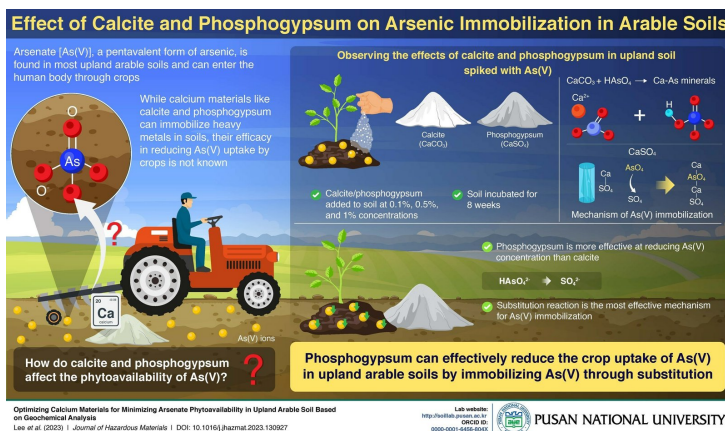 Effect of Calcite and Phosphogypsum on Arsenic Immobilization in Arable Soils
Arsenate [As(V)], a pentavalent form of arsenic, is
found in most upland arable soils and can enter the
human body through crops
While calcium materials like
calcite and phosphogypsum
can immobilize heavy
metals in soils, their efficacy
in reducing As(V) uptake by
crops is not known
O
As
O
?
20
Ca
As(V) ions
How do calcite and phosphogypsum
affect the phytoavailability of As(V)?
?
Observing the effects of calcite and phosphogypsum in upland soil
spiked with As(V)
Calcite
(CaCO₃)
Phosphogypsum
(CaSO₄)
Calcite/phosphogypsum
added to soil at 0.1%, 0.5%,
and 1% concentrations
Soil incubated for
8 weeks
CaCO₃ + HAsO₄ → Ca-As minerals
Ca²⁺
+
H
CaSO₄
Ca
SO₄
AsO₄
SO₄
Ca
AsO₄
Ca
SO₄
Mechanism of As(V) immobilization
Phosphogypsum is more effective at reducing As(V)
concentration than calcite
HAsO₄²⁻ → SO₄²⁻
Substitution reaction is the most effective mechanism
for As(V) immobilization
Phosphogypsum can effectively reduce the crop uptake of As(V)
in upland arable soils by immobilizing As(V) through substitution
Optimizing Calcium Materials for Minimizing Arsenate Phytoavailability in Upland Arable Soil Based
on Geochemical Analysis
Lee et al. (2023) | Journal of Hazardous Materials | DOI: 10.1016/j.jhazmat.2023.130927
Lab website:
http://soillab.pusan.ac.kr
ORCID ID:
0000-0001-6456-604X
PUSAN NATIONAL UNIVERSITY